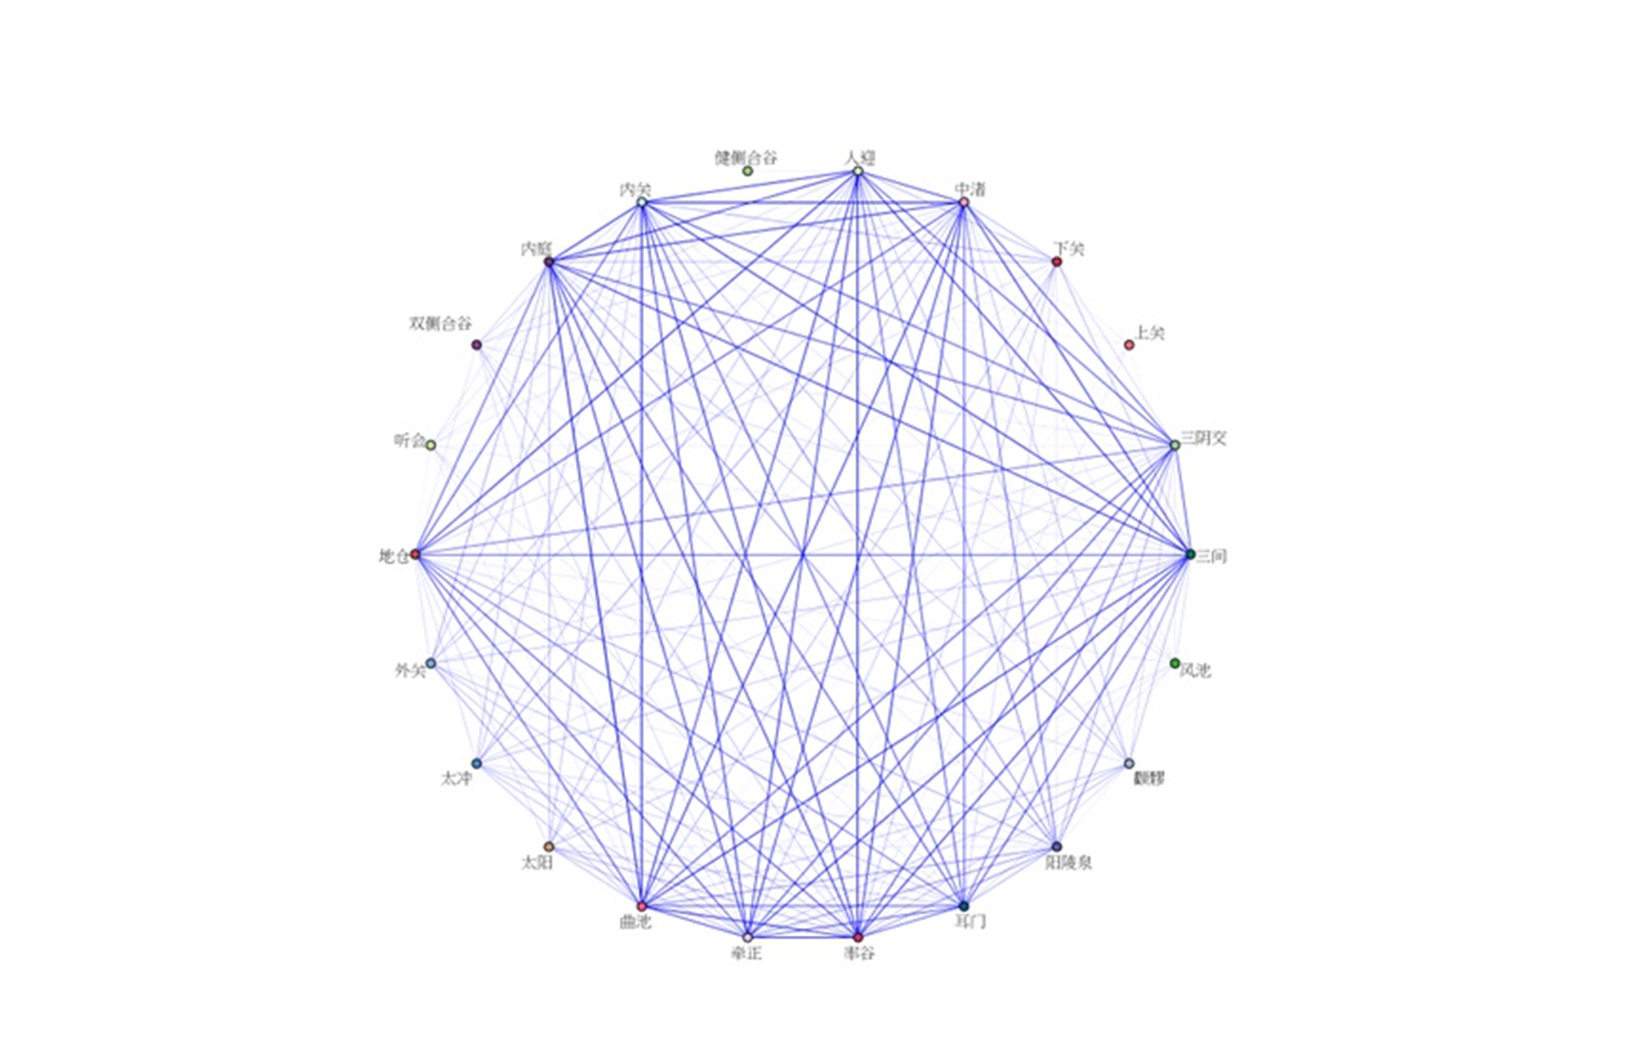 健侧合谷
人迎
内关
中渚
内庭
下关
双侧合谷
上关
听会
三阴交
地仓
三间
外关
风池
太冲
颧髎
太阳
阳陵泉
曲池
耳门
牵正
率谷